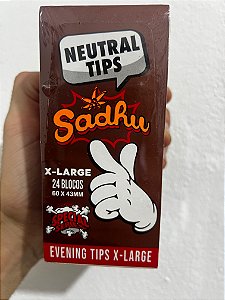 NEUTRAL
TIPS
Sadhu
X-LARGE
24 BLOCOS
60 X 43MM
EVENING TIPS X-LARGE